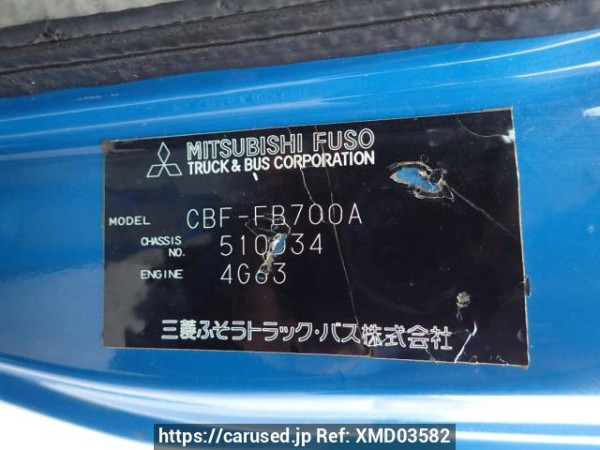 MITSUBISHI FUSO
TRUCK & BUS CORPORATION
MODEL CBF-FB700A
CHASSIS NO.
ENGINE 4G63
三菱ふそうトラック・バス株式会社
https://carused.jp Ref: XMD03582